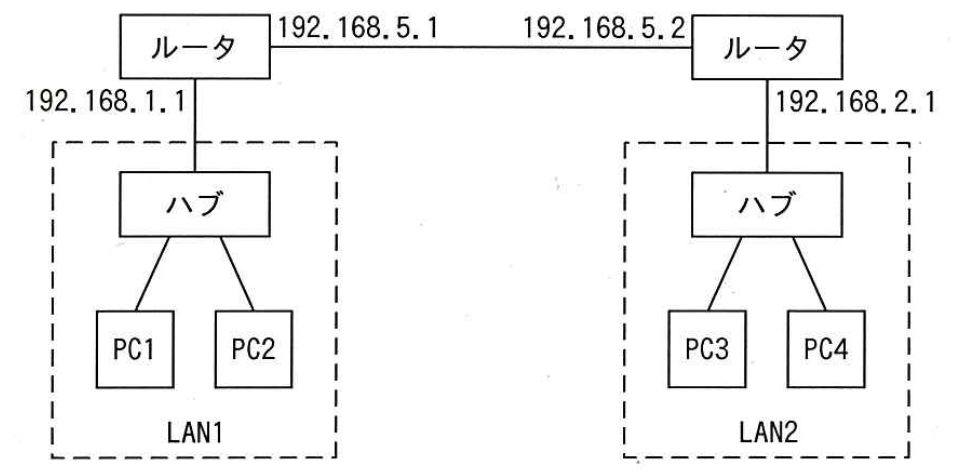 ルータ
192.168.5.1
192.168.5.2
ルータ
192.168.1.1
192.168.2.1
ハブ
ハブ
PC1
PC2
PC3
PC4
LAN1
LAN2